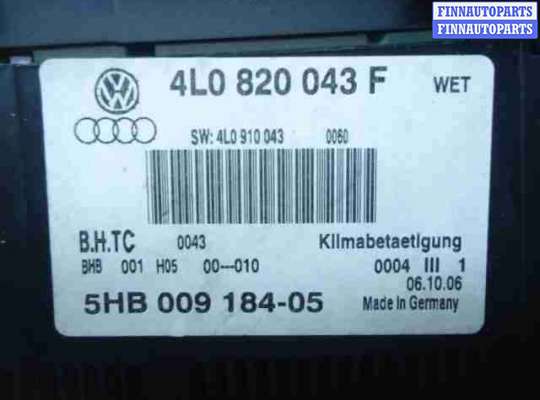 FINNAUTOPARTS
FINNAUTOPARTS
4L0 820 043 F WET
SW: 4L0 910 043 0060
B.H.TC 0043 Klimabetaetigung
BHB 001 H05 00---010 0004 III 1
06.10.06
5HB 009 184-05 Made in Germany